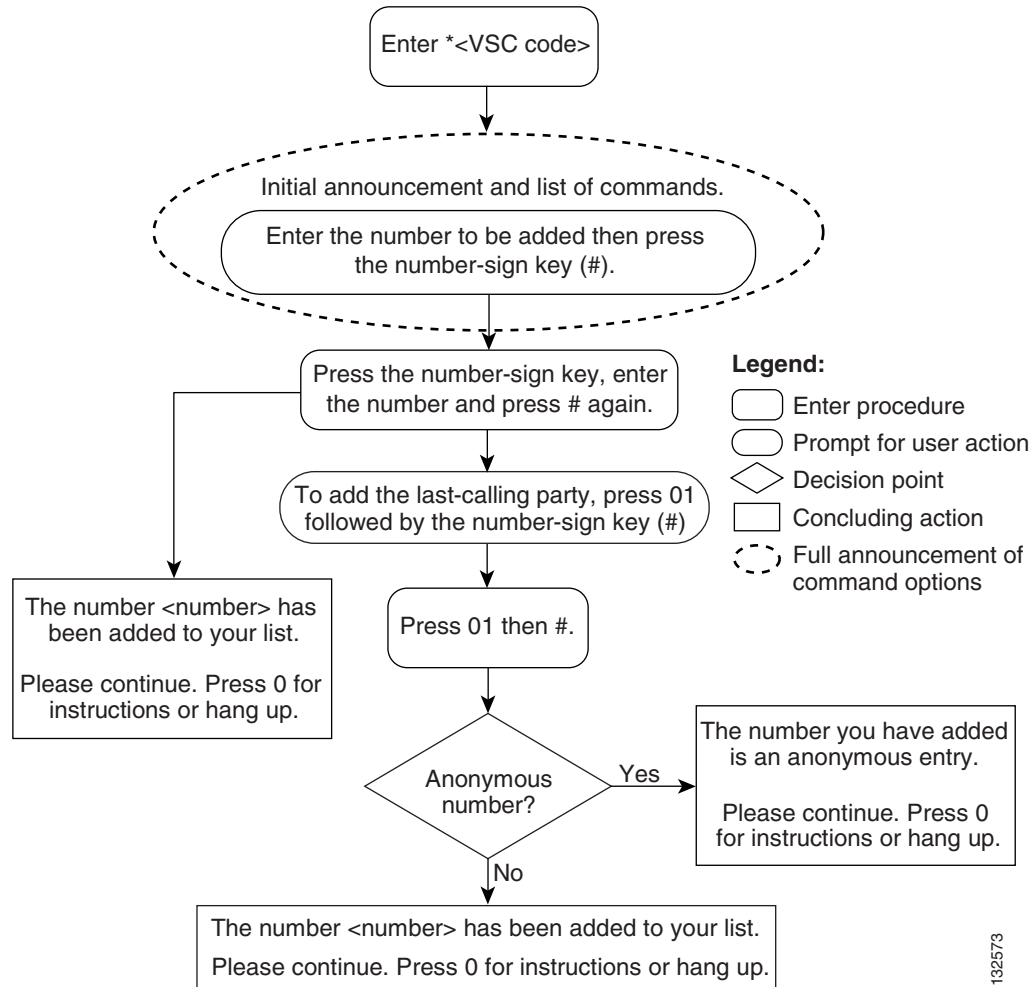 Enter *<VSC code>
Initial announcement and list of commands.
Enter the number to be added then press
the number-sign key (#).
Press the number-sign key, enter
the number and press # again.
Legend:
Enter procedure
Prompt for user action
Decision point
Concluding action
Full announcement of
command options
To add the last-calling party, press 01
followed by the number-sign key (#)
The number <number> has
been added to your list.
Please continue. Press 0 for
instructions or hang up.
Press 01 then #.
Anonymous
number?
Yes
The number you have added
is an anonymous entry.
Please continue. Press 0
for instructions or hang up.
No
The number <number> has been added to your list.
Please continue. Press 0 for instructions or hang up.
132573